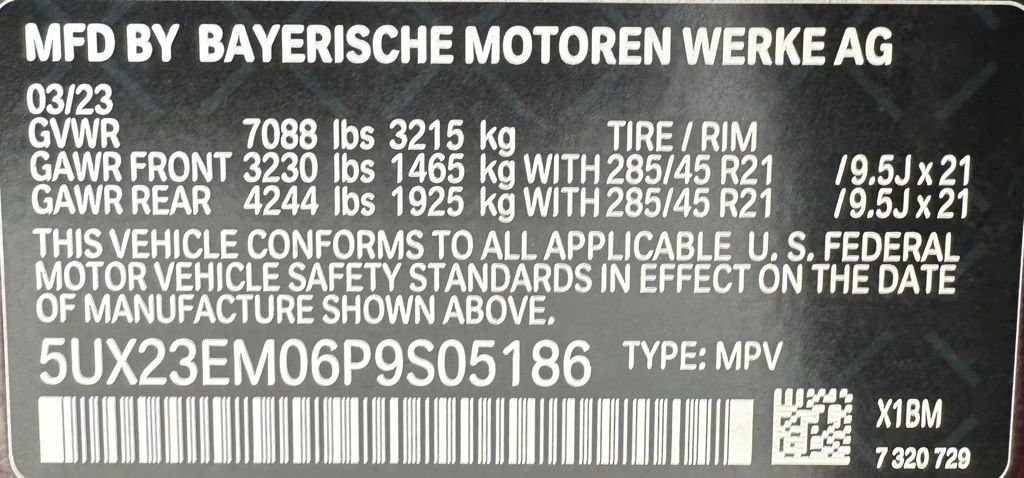 MFD BY BAYERISCHE MOTOREN WERKE AG
03/23
GVWR 7088 lbs 3215 kg TIRE / RIM
GAWR FRONT 3230 lbs 1465 kg WITH 285/45 R21 /9.5J x 21
GAWR REAR 4244 lbs 1925 kg WITH 285/45 R21 /9.5J x 21
THIS VEHICLE CONFORMS TO ALL APPLICABLE U. S. FEDERAL
MOTOR VEHICLE SAFETY STANDARDS IN EFFECT ON THE DATE
OF MANUFACTURE SHOWN ABOVE.
5UX23EM06P9S05186 TYPE: MPV
X1BM
7 320 729